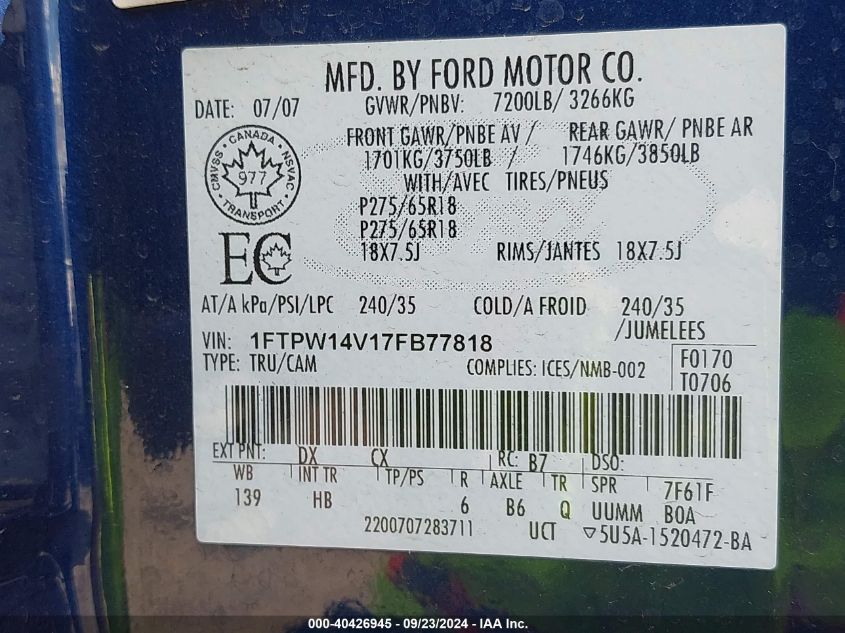 MFD. BY FORD MOTOR CO.
DATE: 07/07 GVWR/PNBV: 7200LB/ 3266KG
FRONT GAWR/PNBE AV / REAR GAWR/ PNBE AR
1701KG/3750LB / 1746KG/3850LB
WITH/AVEC TIRES/PNEUS
CMVSS · CANADA · NSVAC
977
TRANSPORT
P275/65R18
P275/65R18
18X7.5J RIMS/JANTES 18X7.5J
EC
AT/A kPa/PSI/LPC 240/35 COLD/A FROID 240/35
/JUMELEES
VIN: 1FTPW14V17FB77818
TYPE: TRU/CAM COMPLIES: ICES/NMB-002 F0170
T0706
EXT PNT: DX CX RC: B7 DSO:
WB INT TR TP/PS R AXLE TR SPR 7F61F
139 HB 6 B6 Q UUMM BOA
2200707283711 UCT 5U5A-1520472-BA
000-40426945 - 09/23/2024 - IAA Inc.